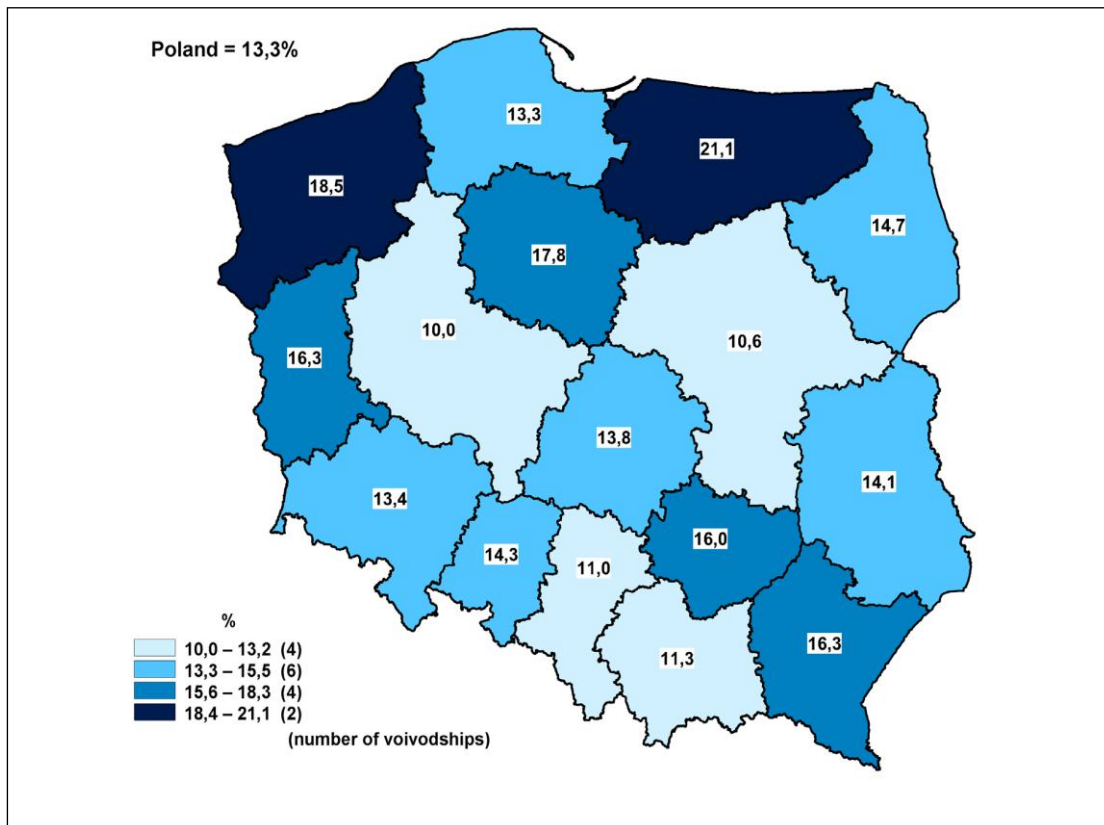 Poland = 13,3%
13,3
21,1
18,5
14,7
17,8
10,0
10,6
16,3
13,8
14,1
13,4
16,0
14,3
11,0
16,3
11,3
%
10,0 – 13,2 (4)
13,3 – 15,5 (6)
15,6 – 18,3 (4)
18,4 – 21,1 (2)
(number of voivodships)